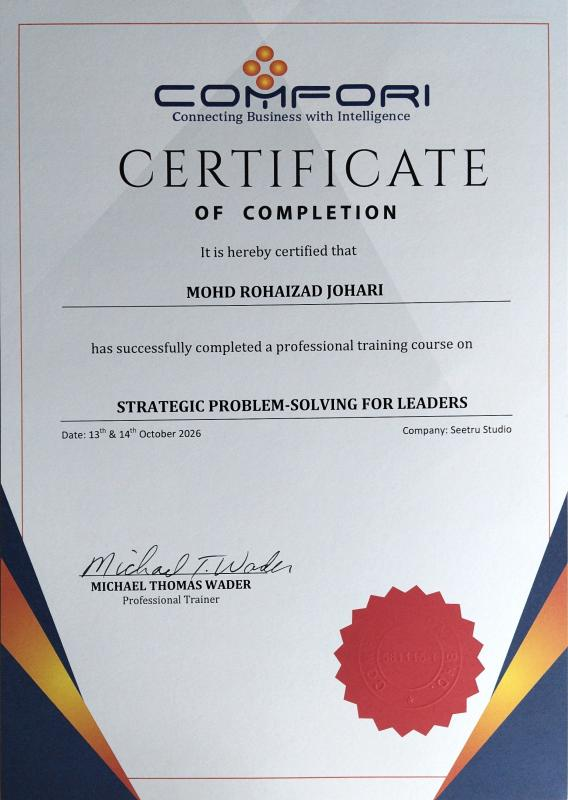 COMFORI
Connecting Business with Intelligence
CERTIFICATE
OF COMPLETION
It is hereby certified that
MOHD ROHAIZAD JOHARI
has successfully completed a professional training course on
STRATEGIC PROBLEM-SOLVING FOR LEADERS
Date: 13th & 14th October 2026
Company: Seetru Studio
Michael T. Wader
MICHAEL THOMAS WADER
Professional Trainer